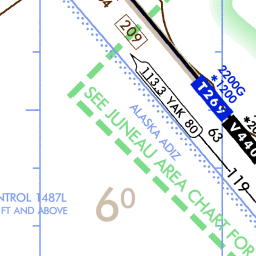 209
2200G
*1200
T269
V440
113.3 YAK 80
63
119
ALASKA ADIZ
SEE JUNEAU AREA CHART FOR
NTROL 1487L
FT AND ABOVE
6⁰